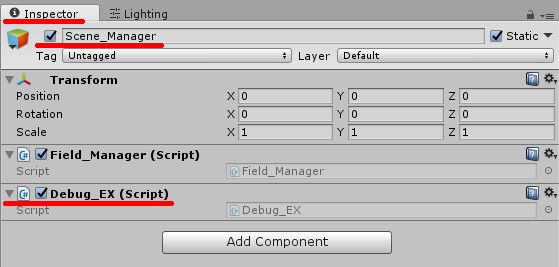 Inspector Lighting
Scene_Manager Static
Tag Untagged Layer Default
Transform
Position X 0 Y 0 Z 0
Rotation X 0 Y 0 Z 0
Scale X 1 Y 1 Z 1
Field_Manager (Script)
Script Field_Manager
Debug_EX (Script)
Script Debug_EX
Add Component